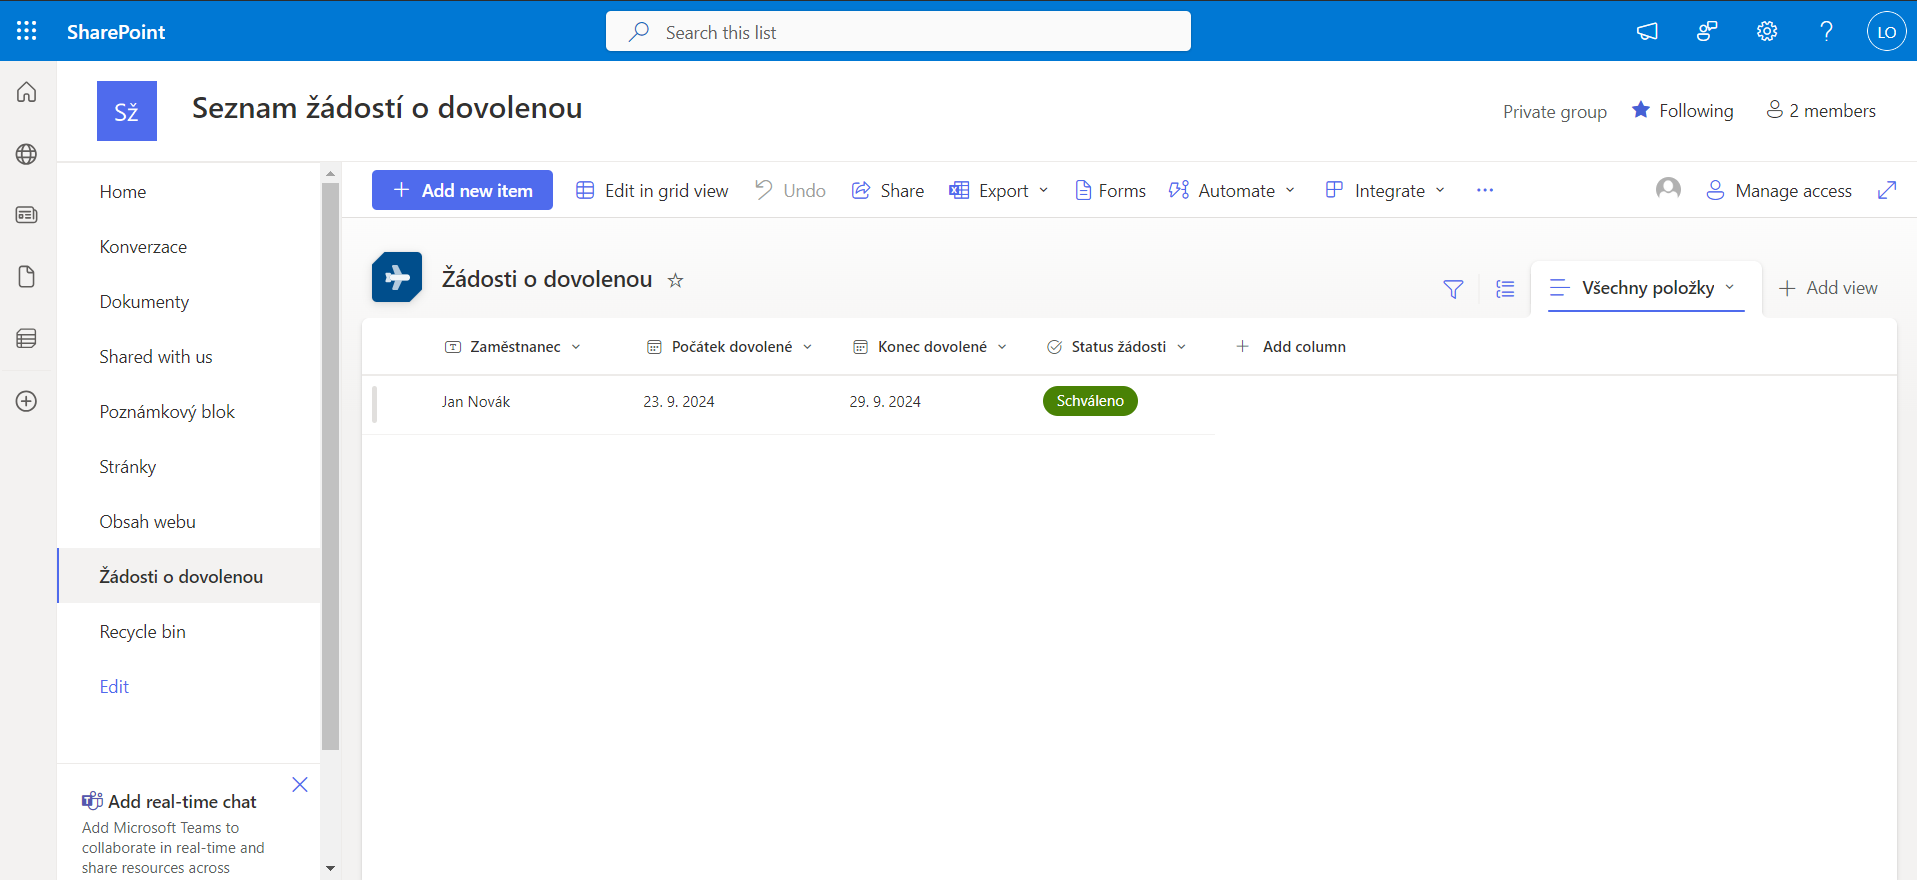 SharePoint
Search this list
LO
Sž
Seznam žádostí o dovolenou
Private group
Following
2 members
Home
Konverzace
Dokumenty
Shared with us
Poznámkový blok
Stránky
Obsah webu
Žádosti o dovolenou
Recycle bin
Edit
Add real-time chat
Add Microsoft Teams to
collaborate in real-time and
share resources across
Add new item
Edit in grid view
Undo
Share
Export
Forms
Automate
Integrate
Manage access
Žádosti o dovolenou
Všechny položky
Add view
Zaměstnanec
Počátek dovolené
Konec dovolené
Status žádosti
Add column
Jan Novák
23. 9. 2024
29. 9. 2024
Schváleno